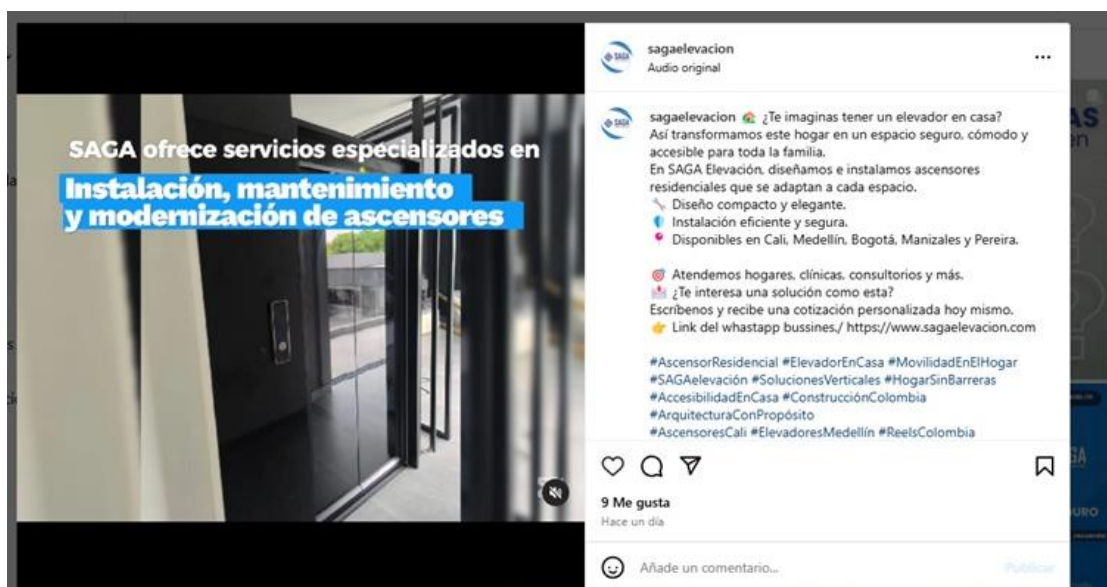 sagaelevacion
Audio original
SAGA
SAGA ofrece servicios especializados en
Instalación, mantenimiento
y modernización de ascensores
SAGA
sagaelevacion 🏠 ¿Te imaginas tener un elevador en casa?
Así transformamos este hogar en un espacio seguro, cómodo y
accesible para toda la familia.
En SAGA Elevación, diseñamos e instalamos ascensores
residenciales que se adaptan a cada espacio.
🔧 Diseño compacto y elegante.
🛡️ Instalación eficiente y segura.
📍 Disponibles en Cali, Medellín, Bogotá, Manizales y Pereira.
🎯 Atendemos hogares, clínicas, consultorios y más.
📩 ¿Te interesa una solución como esta?
Escríbenos y recibe una cotización personalizada hoy mismo.
👉 Link del whastapp bussines./ https://www.sagaelevacion.com
#AscensorResidencial #ElevadorEnCasa #MovilidadEnElHogar
#SAGAelevación #SolucionesVerticales #HogarSinBarreras
#AccesibilidadEnCasa #ConstrucciónColombia
#ArquitecturaConPropósito
#AscensoresCali #ElevadoresMedellín #ReelsColombia
9 Me gusta
Hace un día
Añade un comentario...
Publicar